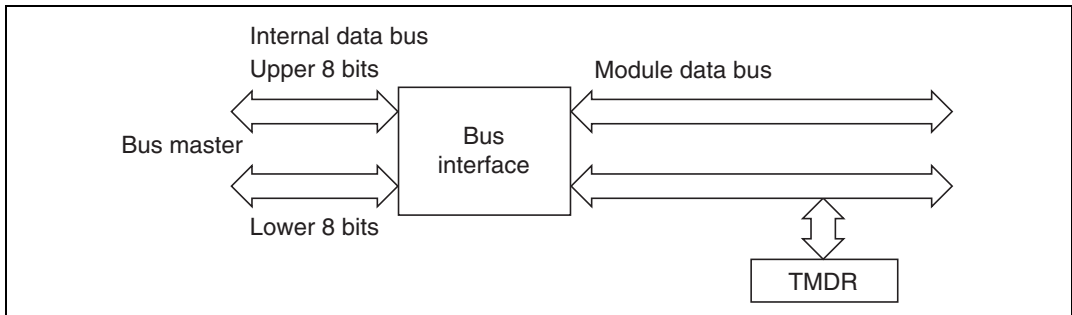 Internal data bus
Upper 8 bits
Module data bus
Bus master
Bus
interface
Lower 8 bits
TMDR